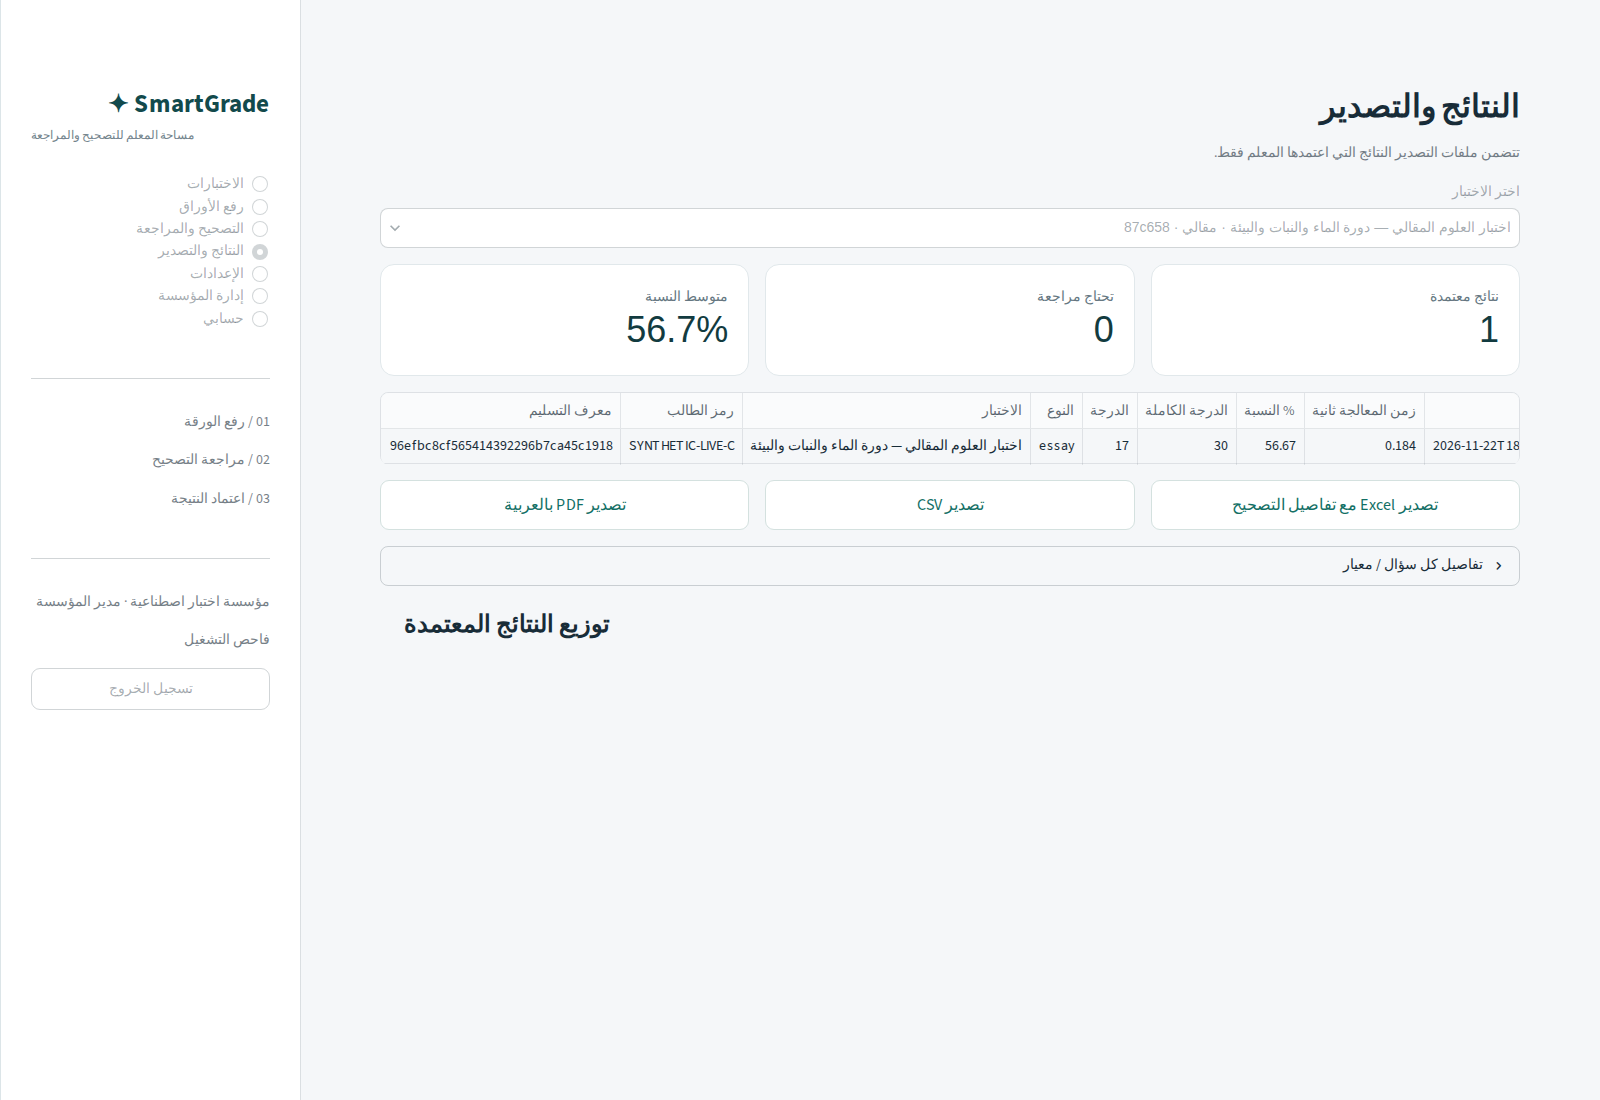 SmartGrade ✦
مساحة المعلم للتصحيح والمراجعة
الاختبارات
رفع الأوراق
التصحيح والمراجعة
النتائج والتصدير
الإعدادات
إدارة المؤسسة
حسابي
01 / رفع الورقة
02 / مراجعة التصحيح
03 / اعتماد النتيجة
مؤسسة اختبار اصطناعية · مدير المؤسسة
فاحص التشغيل
تسجيل الخروج
النتائج والتصدير
تتضمن ملفات التصدير النتائج التي اعتمدها المعلم فقط.
اختر الاختبار
اختبار العلوم المقالي — دورة الماء والنبات والبيئة · مقالي · 87c658
نتائج معتمدة
1
تحتاج مراجعة
0
متوسط النسبة
56.7%
معرف التسليم رمز الطالب الاختبار النوع الدرجة الدرجة الكاملة النسبة % زمن المعالجة ثانية
96efbc8cf565414392296b7ca45c1918 SYNTHETIC-LIVE-C اختبار العلوم المقالي — دورة الماء والنبات والبيئة essay 17 30 56.67 0.184 2026-11-22T18
تصدير Excel مع تفاصيل التصحيح
تصدير CSV
تصدير PDF بالعربية
تفاصيل كل سؤال / معيار
توزيع النتائج المعتمدة